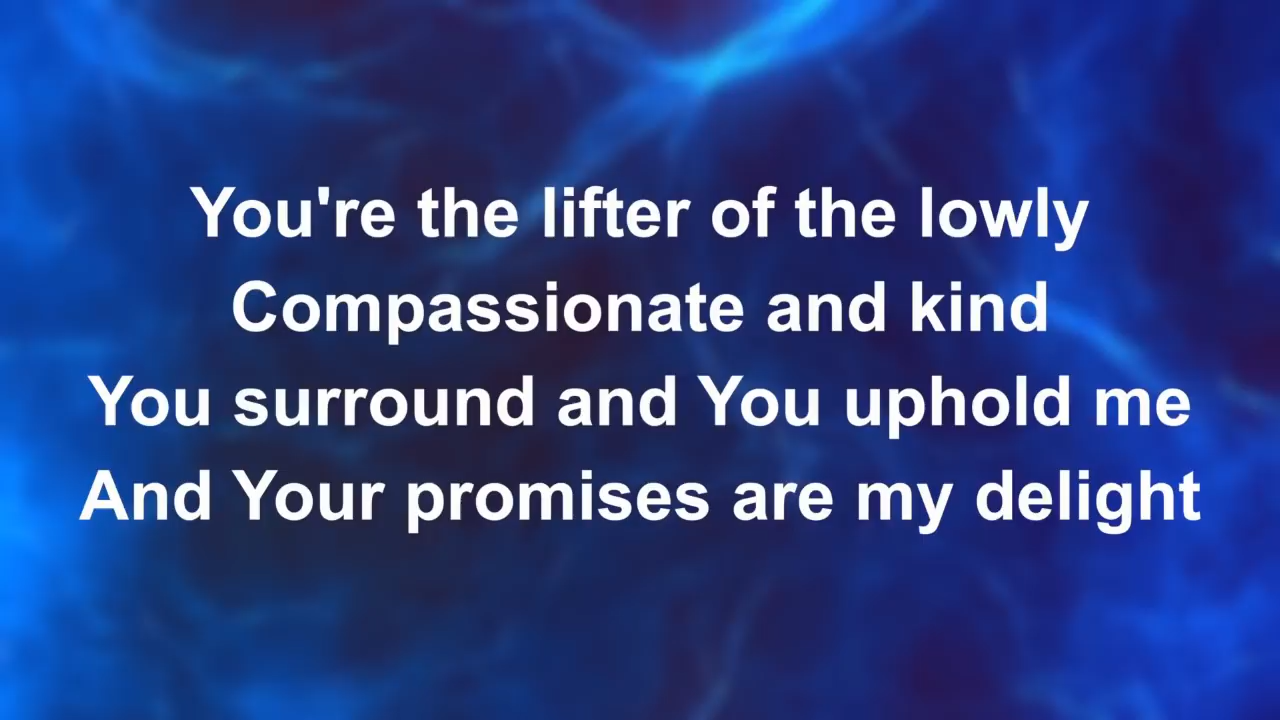 You're the lifter of the lowly
Compassionate and kind
You surround and You uphold me
And Your promises are my delight